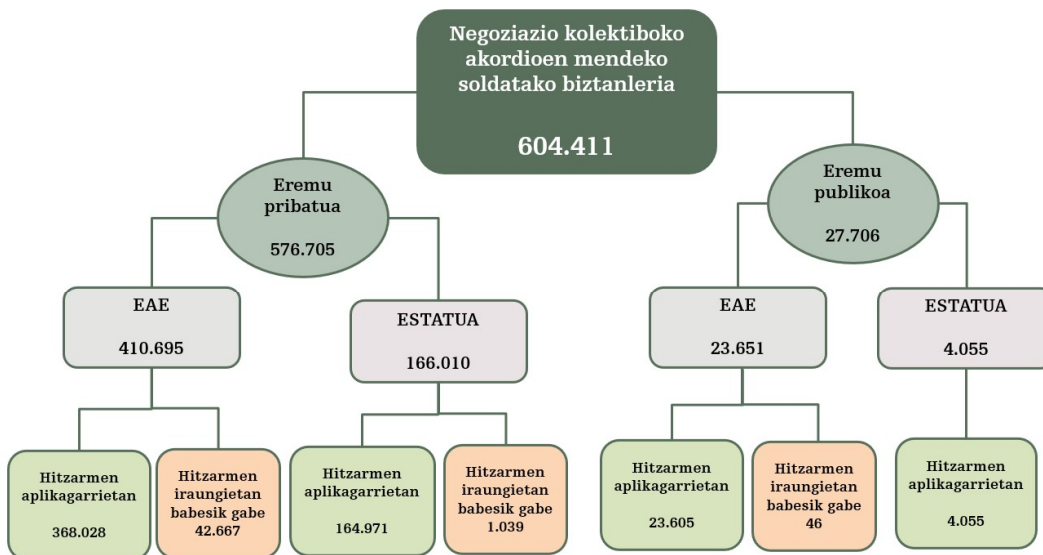 Negoziazio kolektiboko
akordioen mendeko
soldatako biztanleria
604.411
Eremu
pribatua
576.705
Eremu
publikoa
27.706
EAE
410.695
ESTATUA
166.010
EAE
23.651
ESTATUA
4.055
Hitzarmen
aplikagarrietan
368.028
Hitzarmen
iraungietan
babesik gabe
42.667
Hitzarmen
aplikagarrietan
164.971
Hitzarmen
iraungietan
babesik gabe
1.039
Hitzarmen
aplikagarrietan
23.605
Hitzarmen
iraungietan
babesik gabe
46
Hitzarmen
aplikagarrietan
4.055